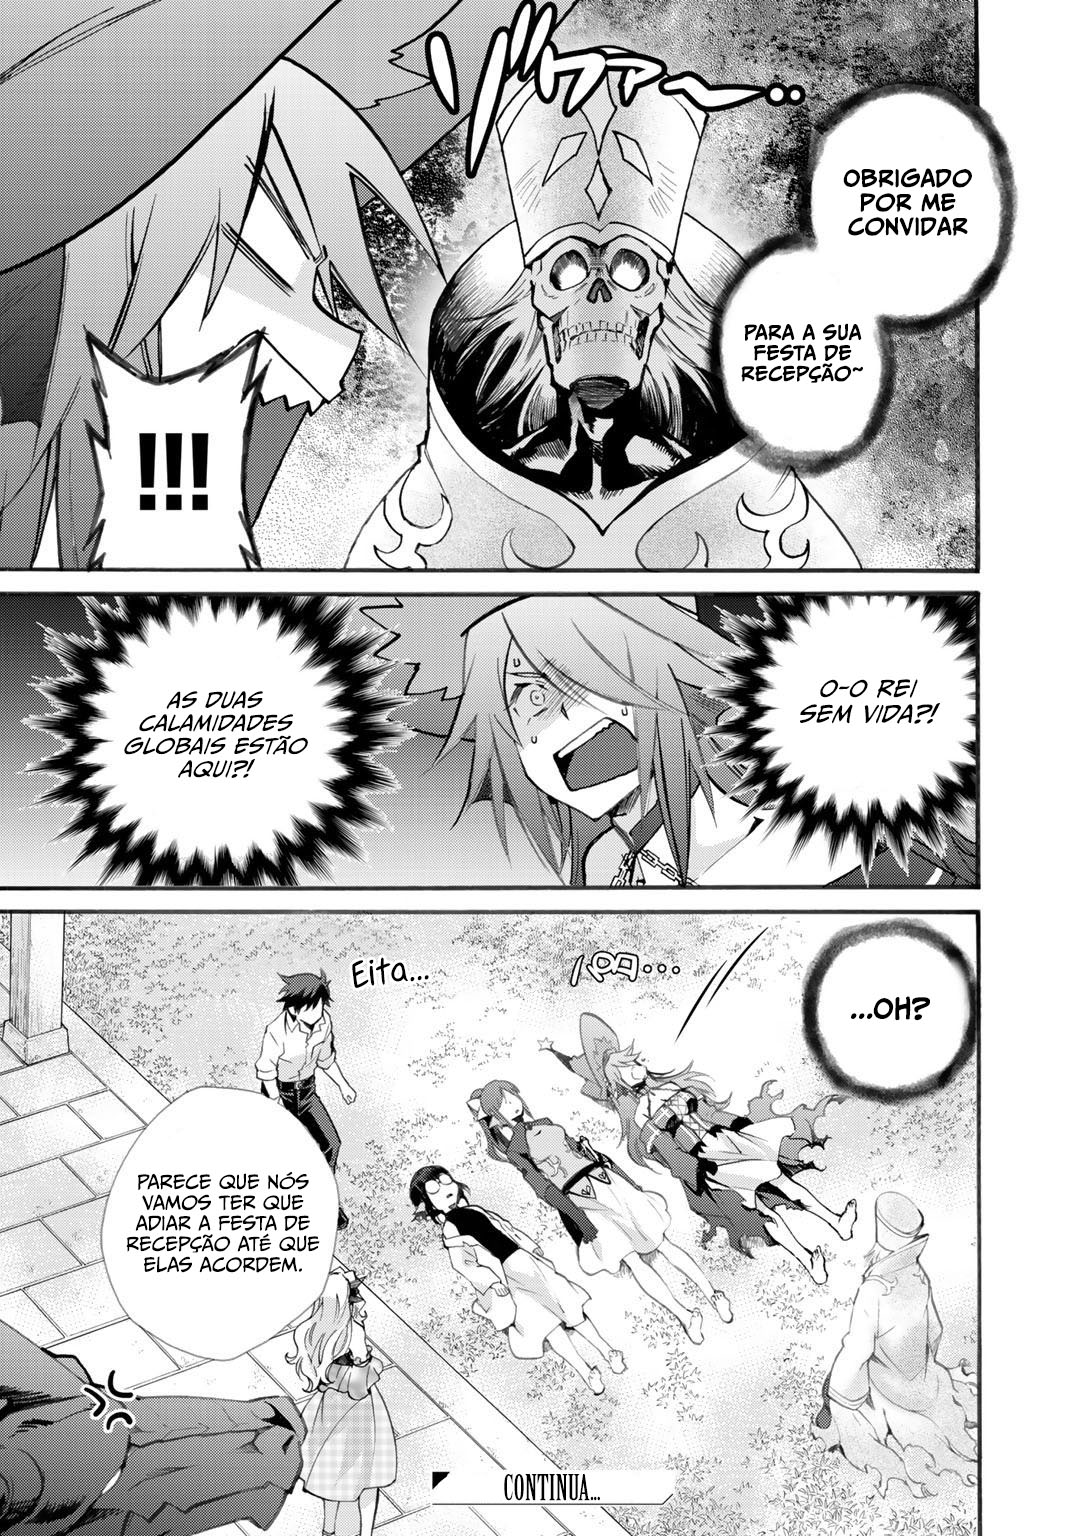 ゾワァ〜…
OBRIGADO
POR ME
CONVIDAR
PARA A SUA
FESTA DE
RECEPÇÃO~
!!!
O-O REI
SEM VIDA?!
AS DUAS
CALAMIDADES
GLOBAIS ESTÃO
AQUI?!
...OH?
Eita...
PARECE QUE NÓS
VAMOS TER QUE
ADIAR A FESTA DE
RECEPÇÃO ATÉ QUE
ELAS ACORDEM.
CONTINUA...